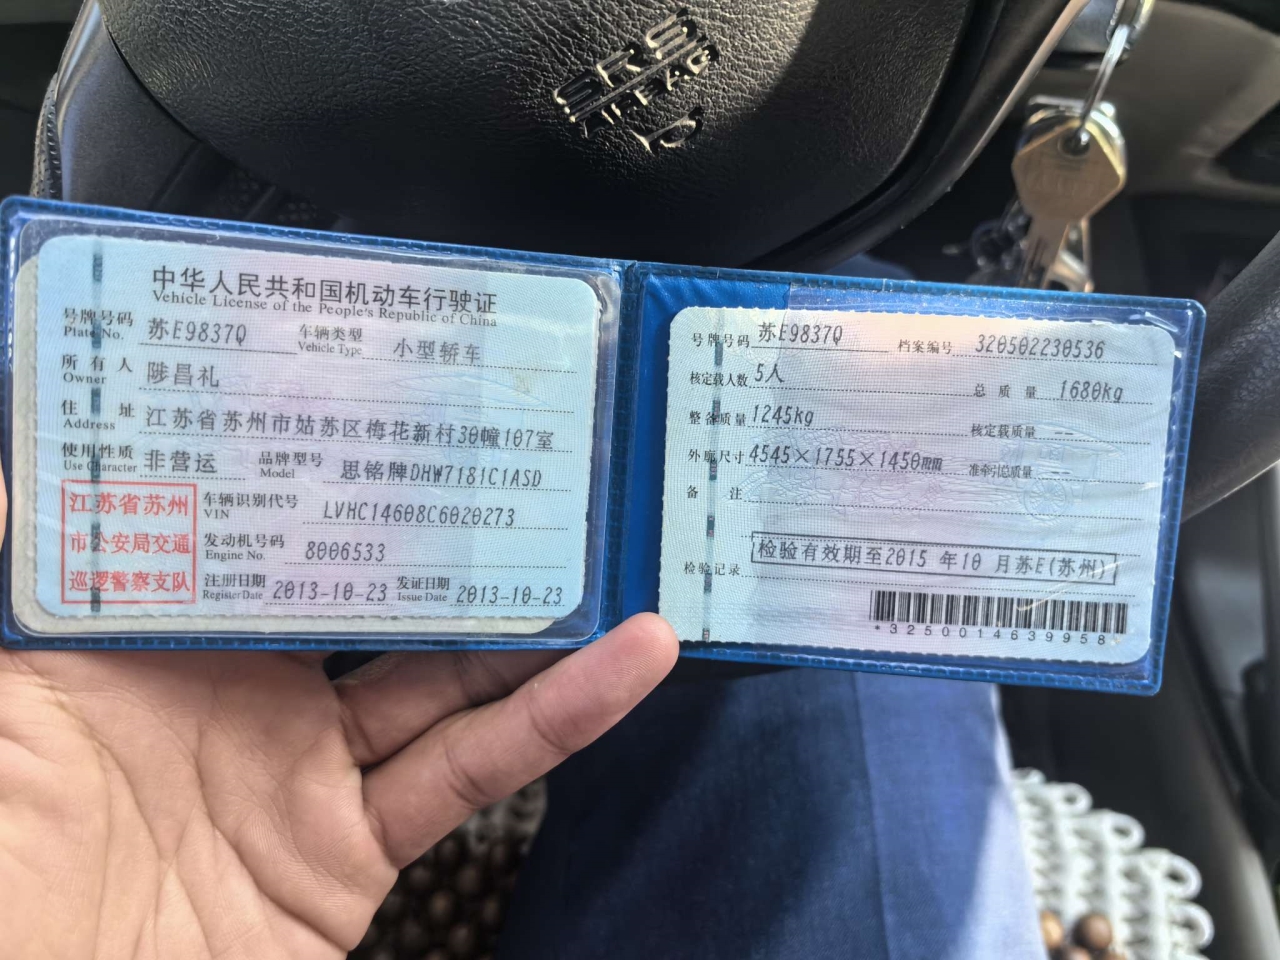 SRS
AIRBAG
中华人民共和国机动车行驶证
Vehicle License of the People's Republic of China
号牌号码 苏E9837Q 车辆类型 小型轿车
Plate No. Vehicle Type
所有人 陟昌礼
Owner
住址 江苏省苏州市姑苏区梅花新村30幢107室
Address
使用性质 非营运 品牌型号 思铭牌DHW7181C1ASD
Use Character Model
江苏省苏州
市公安局交通
巡逻警察支队
车辆识别代号 LVHC14608C6020273
VIN
发动机号码 8006533
Engine No.
注册日期 2013-10-23 发证日期 2013-10-23
Register Date Issue Date
号牌号码 苏E9837Q 档案编号 320502230536
核定载人数 5人 总质量 1680kg
整备质量 1245kg 核定载质量 --
外廓尺寸 4545×1755×1450mm 准牵引总质量 --
备注
检验记录 检验有效期至2015 年10 月苏E(苏州)
*3250014639958